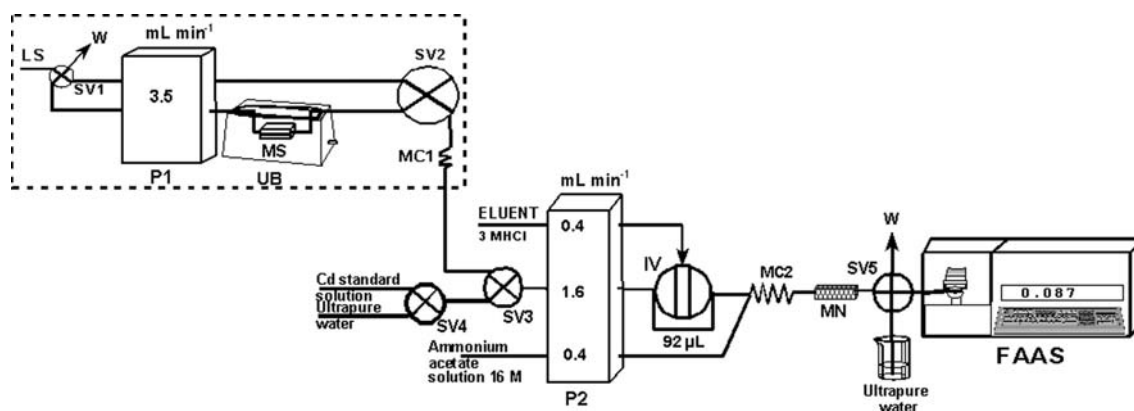 mL min⁻¹
LS
W
SV1
3.5
SV2
MS
MC1
P1
UB
mL min⁻¹
ELUENT
3 MHCl
0.4
W
IV
MC2
SV5
Cd standard
solution
Ultrapure
water
SV4
SV3
1.6
MN
0.087
92 µL
Ammonium
acetate
solution 16 M
0.4
P2
FAAS
Ultrapure
water